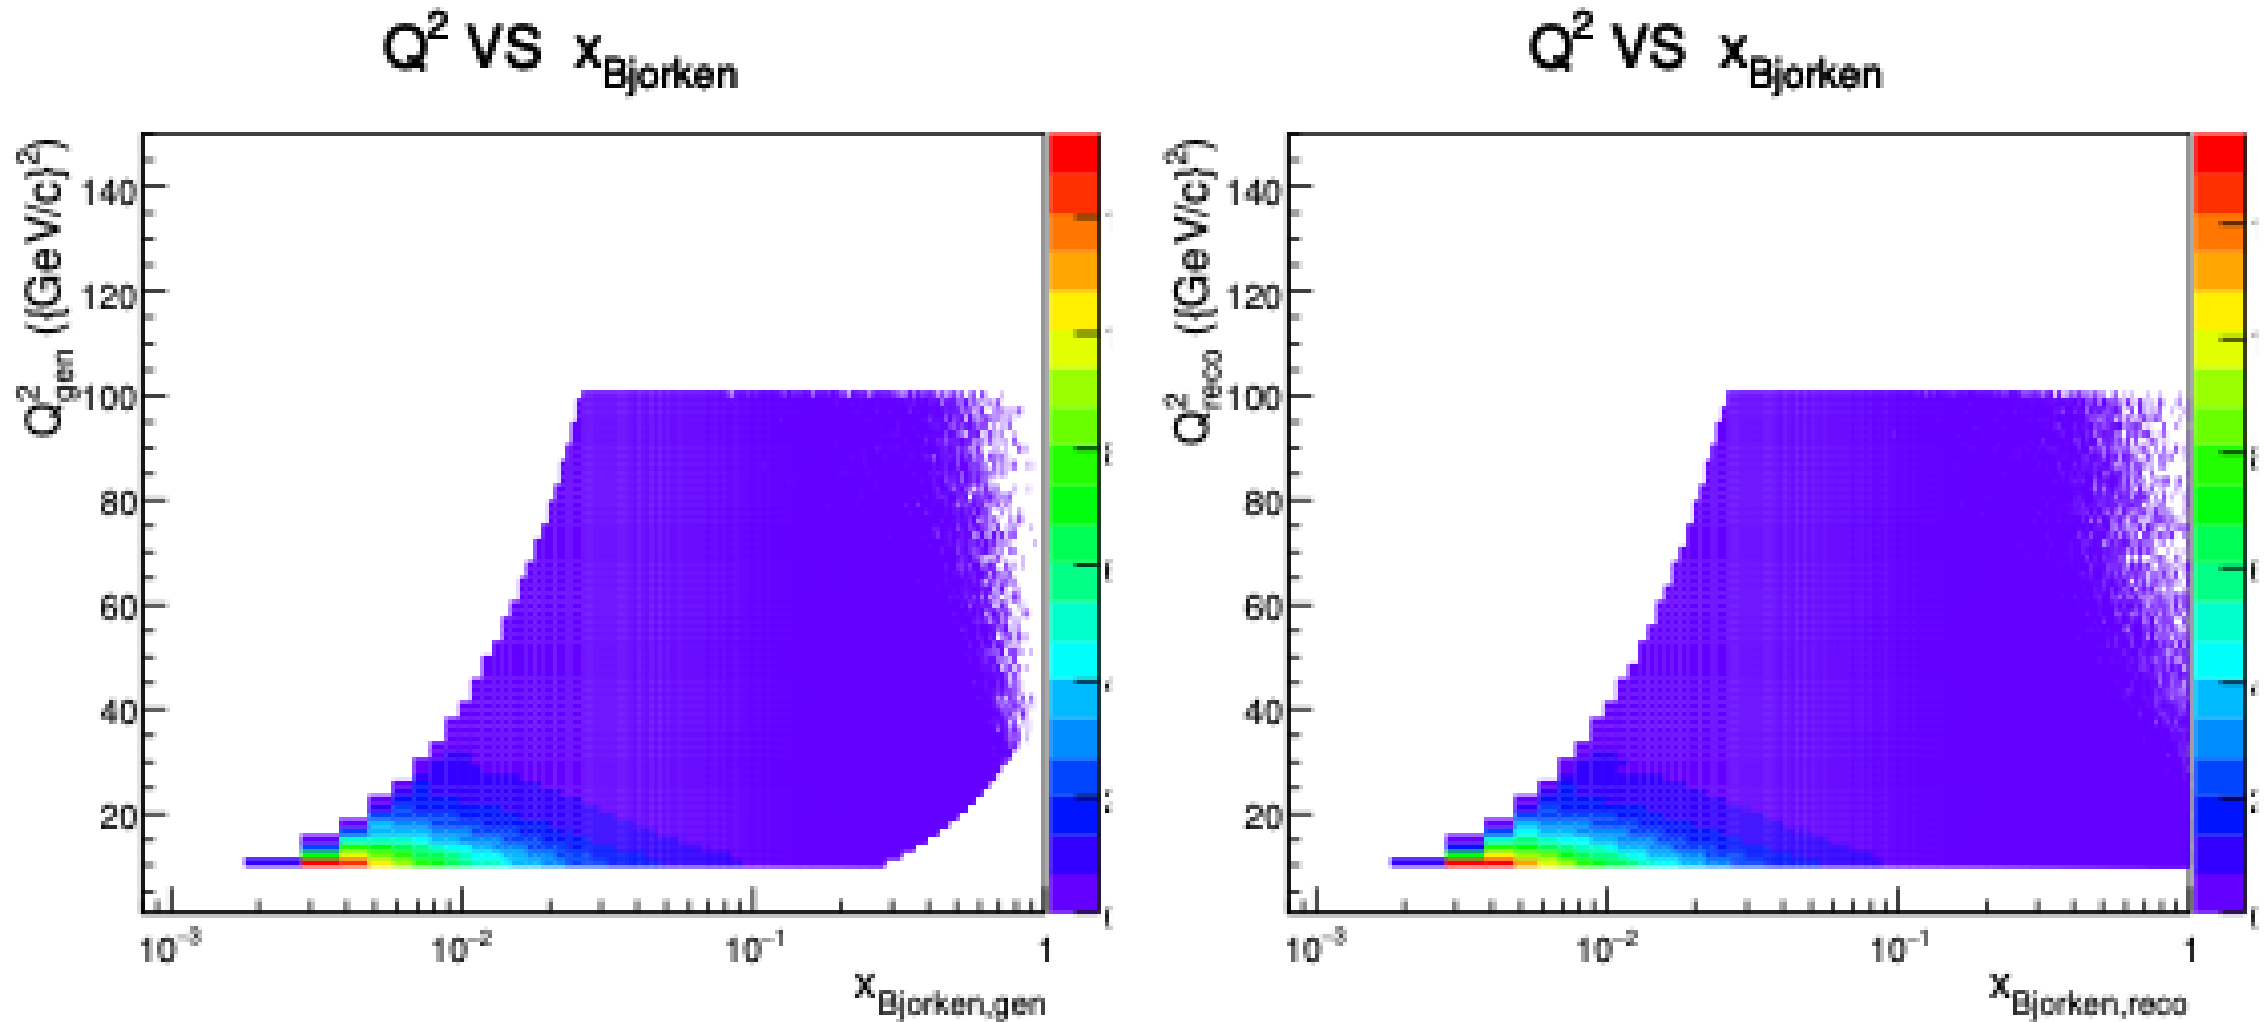 Q² VS x_Bjorken
Q²_gen ({GeV/c}²)
140
120
100
80
60
40
20
10⁻³ 10⁻² 10⁻¹ 1
x_Bjorken,gen
Q² VS x_Bjorken
Q²_reco ({GeV/c}²)
140
120
100
80
60
40
20
10⁻³ 10⁻² 10⁻¹ 1
x_Bjorken,reco